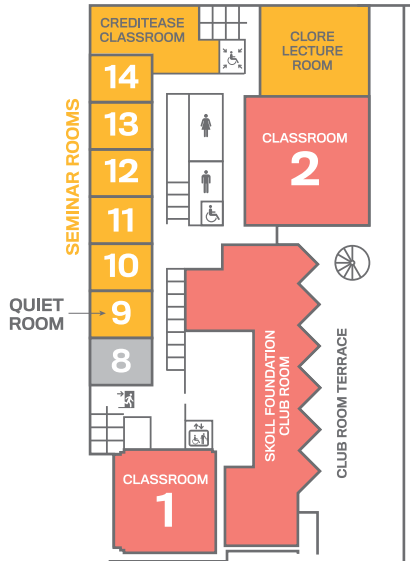 CREDITEASE
CLASSROOM
CLORE
LECTURE
ROOM
14
13
12
11
10
9
8
SEMINAR ROOMS
QUIET
ROOM
CLASSROOM
2
SKOLL FOUNDATION
CLUB ROOM
CLUB ROOM TERRACE
CLASSROOM
1